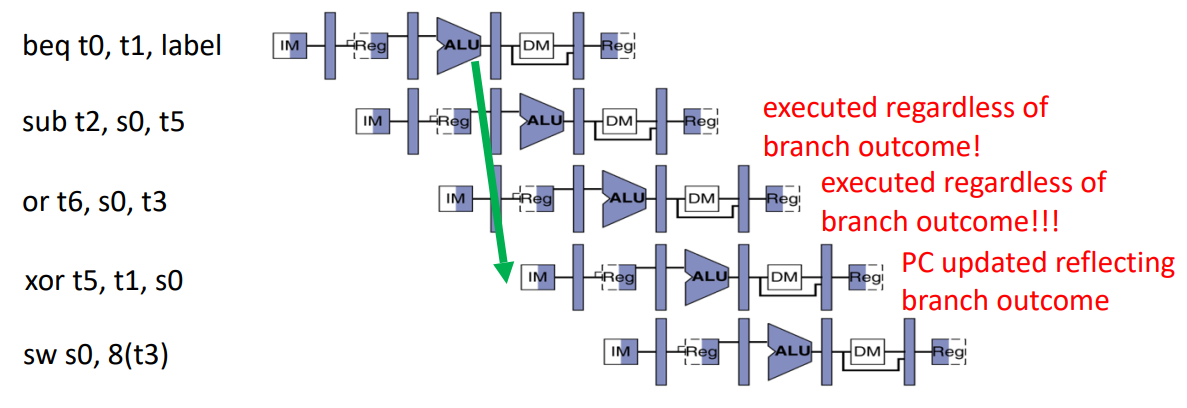 beq t0, t1, label
IM Reg ALU DM Reg
sub t2, s0, t5
IM Reg ALU DM Reg
executed regardless of
branch outcome!
or t6, s0, t3
IM Reg ALU DM Reg
executed regardless of
branch outcome!!!
xor t5, t1, s0
IM Reg ALU DM Reg
PC updated reflecting
branch outcome
sw s0, 8(t3)
IM Reg ALU DM Reg